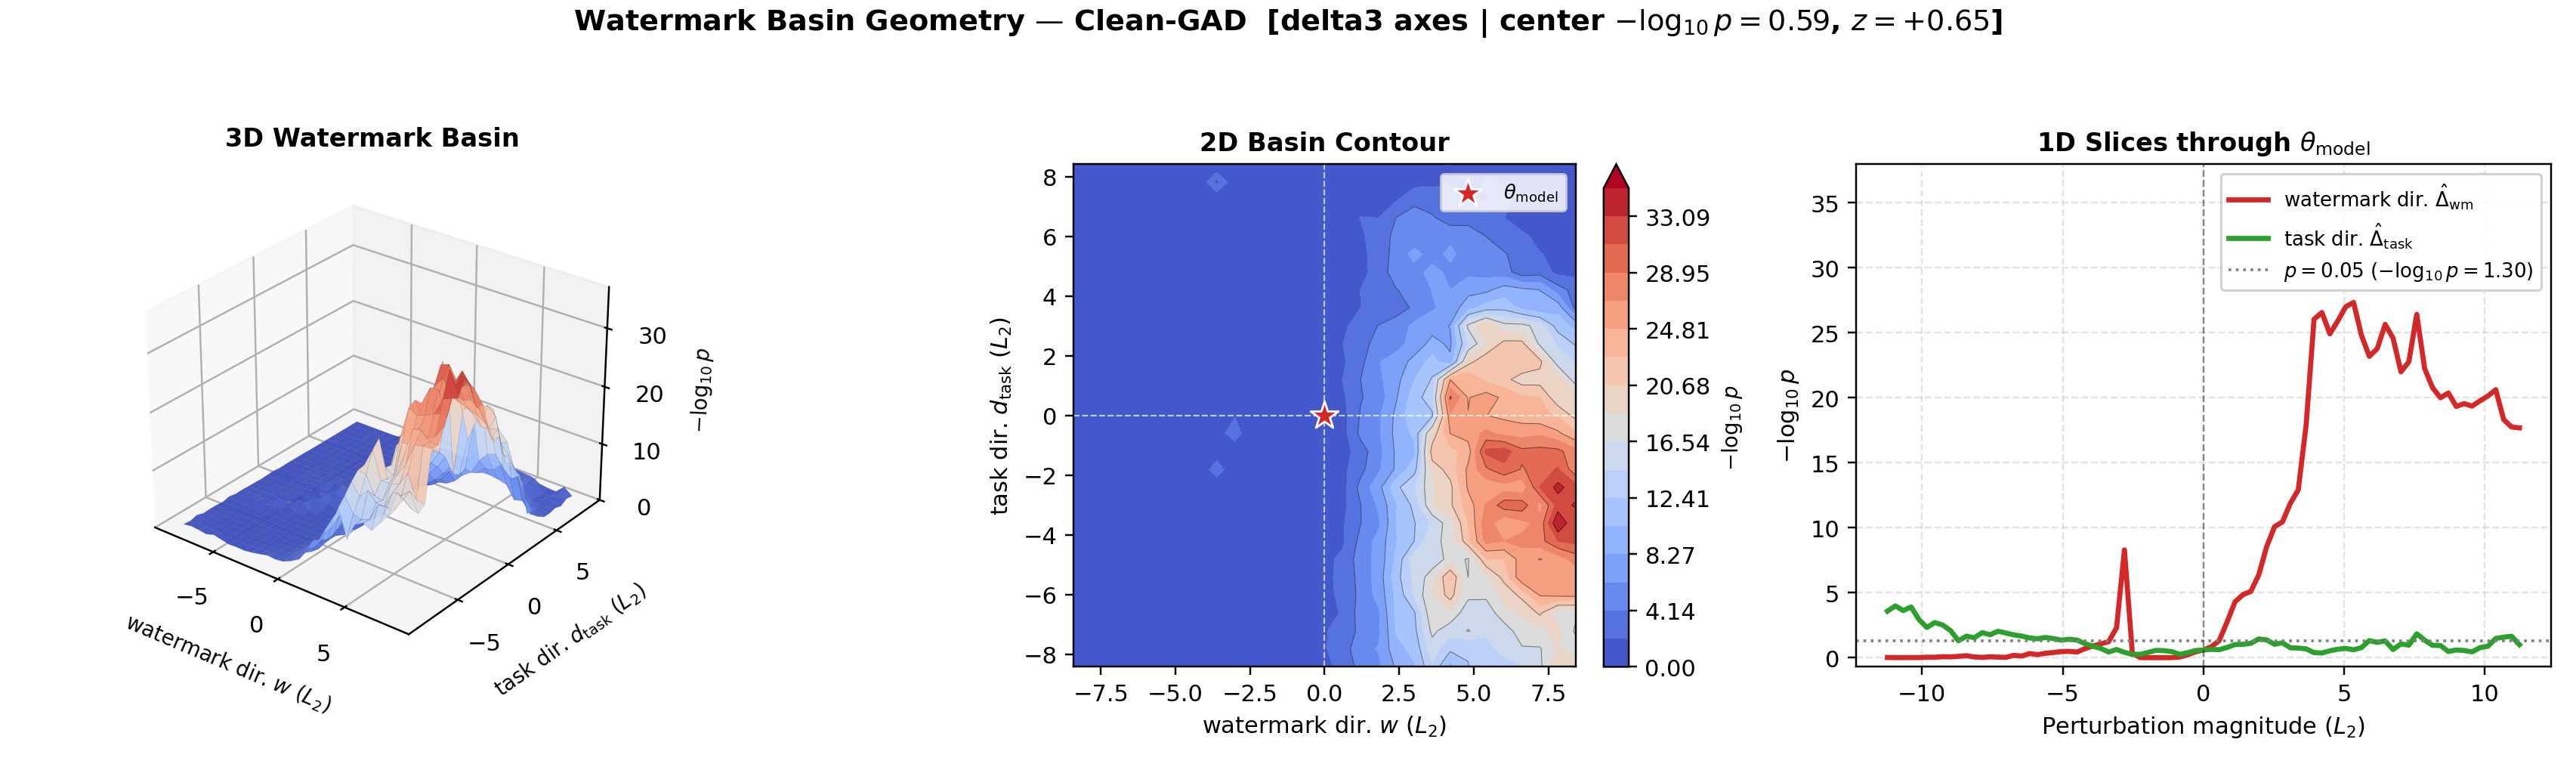 Watermark Basin Geometry — Clean-GAD [delta3 axes | center −log₁₀ p = 0.59, z = +0.65]
3D Watermark Basin
30
20
10
0
−log₁₀ p
−5
0
5
watermark dir. w (L₂)
−5
0
5
task dir. d_task (L₂)
2D Basin Contour
θ_model
8
6
4
2
0
−2
−4
−6
−8
task dir. d_task (L₂)
−7.5 −5.0 −2.5 0.0 2.5 5.0 7.5
watermark dir. w (L₂)
33.09
28.95
24.81
20.68
16.54
12.41
8.27
4.14
0.00
−log₁₀ p
1D Slices through θ_model
watermark dir. Δ̂_wm
task dir. Δ̂_task
p = 0.05 (−log₁₀ p = 1.30)
35
30
25
20
15
10
5
0
−log₁₀ p
−10 −5 0 5 10
Perturbation magnitude (L₂)